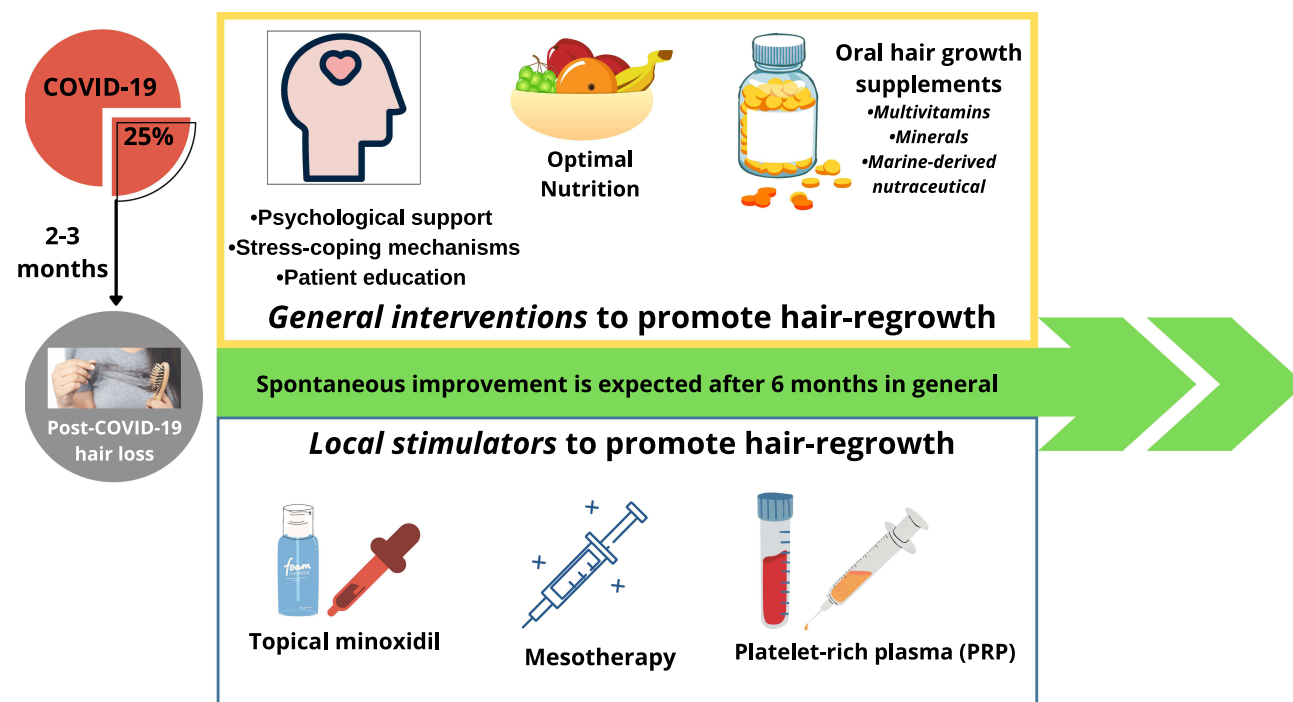 COVID-19
25%
2-3
months
Post-COVID-19
hair loss
•Psychological support
•Stress-coping mechanisms
•Patient education
Optimal
Nutrition
Oral hair growth
supplements
•Multivitamins
•Minerals
•Marine-derived
nutraceutical
General interventions to promote hair-regrowth
Spontaneous improvement is expected after 6 months in general
Local stimulators to promote hair-regrowth
foam
Topical minoxidil
Mesotherapy
Platelet-rich plasma (PRP)